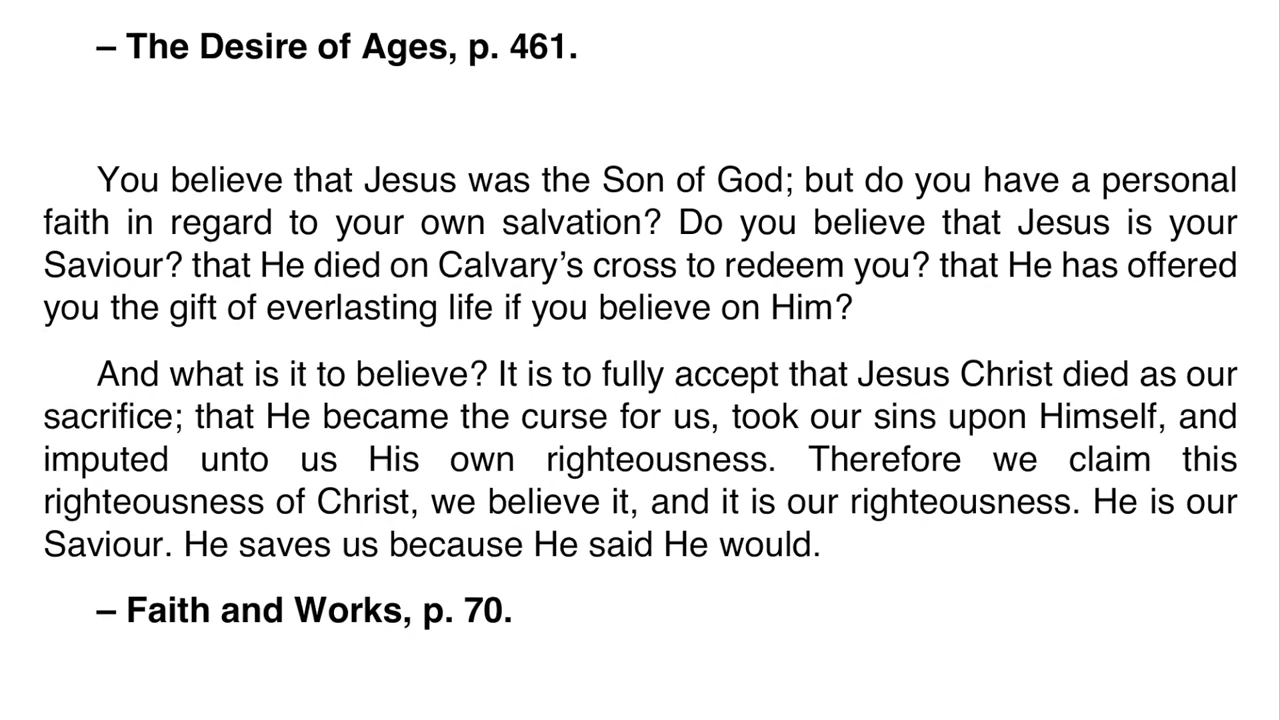 – The Desire of Ages, p. 461.
You believe that Jesus was the Son of God; but do you have a personal
faith in regard to your own salvation? Do you believe that Jesus is your
Saviour? that He died on Calvary’s cross to redeem you? that He has offered
you the gift of everlasting life if you believe on Him?
And what is it to believe? It is to fully accept that Jesus Christ died as our
sacrifice; that He became the curse for us, took our sins upon Himself, and
imputed unto us His own righteousness. Therefore we claim this
righteousness of Christ, we believe it, and it is our righteousness. He is our
Saviour. He saves us because He said He would.
– Faith and Works, p. 70.